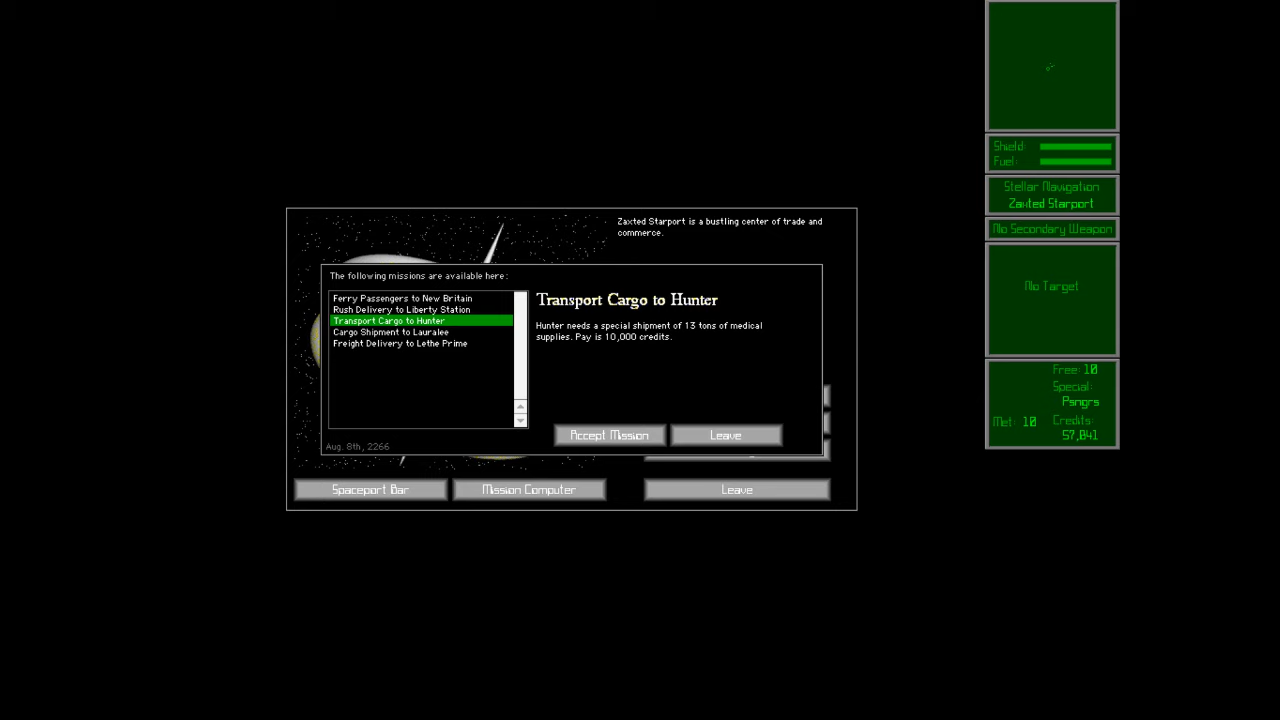 Zaxted Starport is a bustling center of trade and
commerce.
The following missions are available here:
Ferry Passengers to New Britain
Rush Delivery to Liberty Station
Transport Cargo to Hunter
Cargo Shipment to Lauralee
Freight Delivery to Lethe Prime
Aug. 8th, 2266
Transport Cargo to Hunter
Hunter needs a special shipment of 13 tons of medical
supplies. Pay is 10,000 credits.
Accept Mission
Leave
Spaceport Bar
Mission Computer
Leave
Shield:
Fuel:
Stellar Navigation
Zaxted Starport
No Secondary Weapon
No Target
Free: 10
Special:
Psngrs
Met: 10
Credits:
57,041